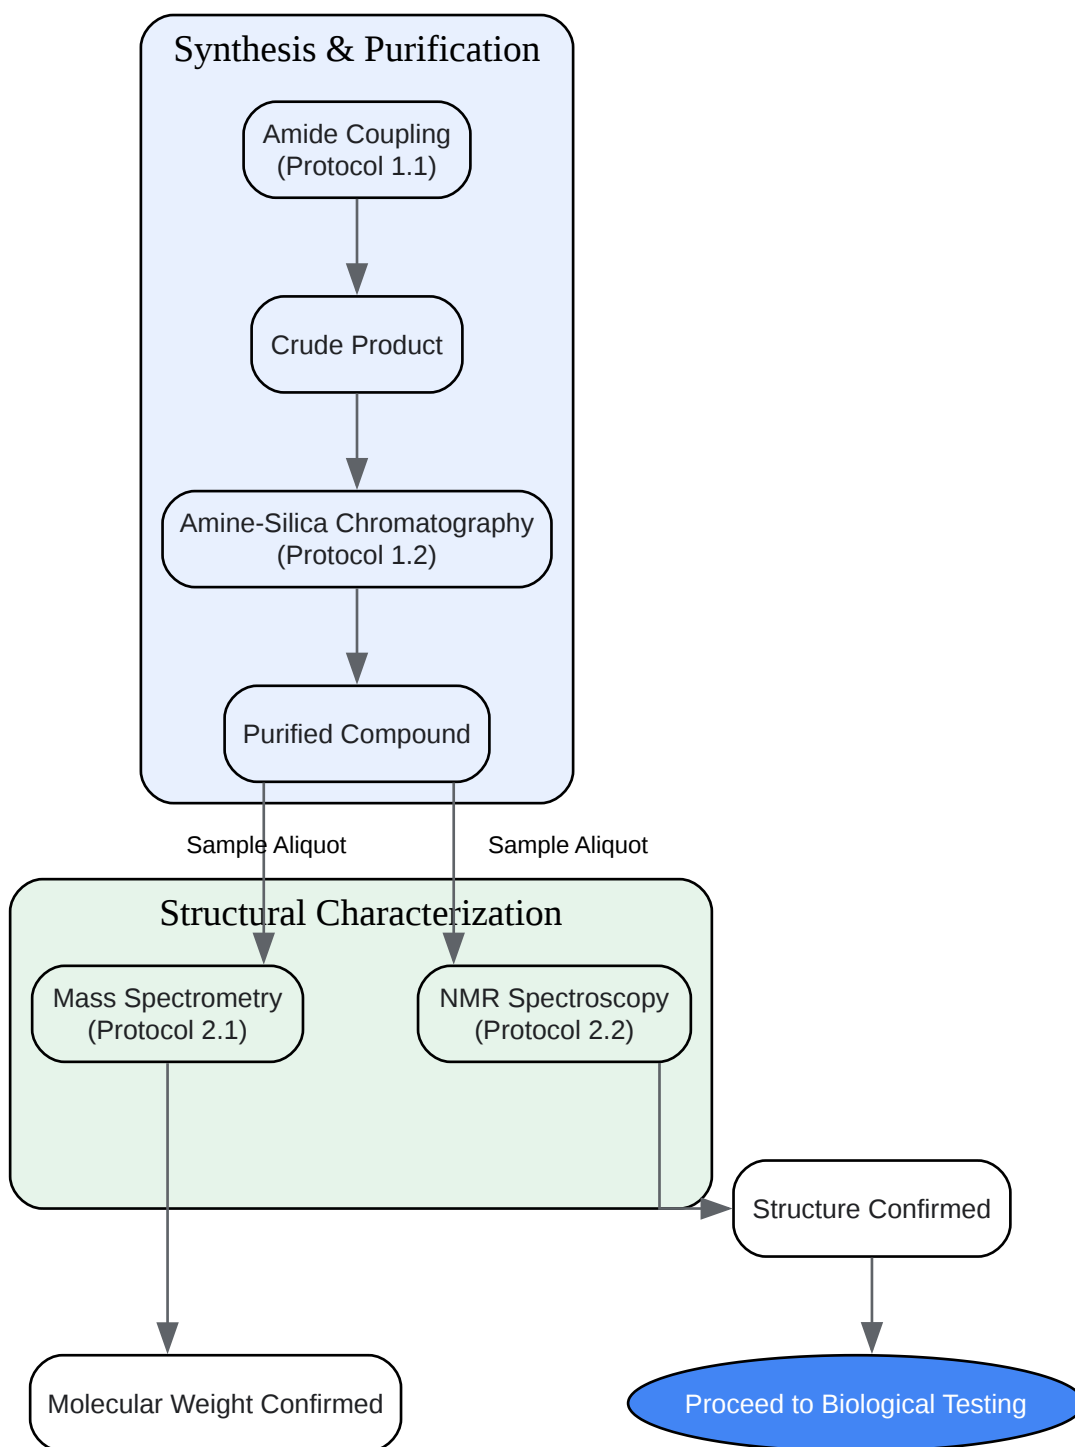 Synthesis & Purification
Amide Coupling
(Protocol 1.1)
Crude Product
Amine-Silica Chromatography
(Protocol 1.2)
Purified Compound
Sample Aliquot
Sample Aliquot
Structural Characterization
Mass Spectrometry
(Protocol 2.1)
NMR Spectroscopy
(Protocol 2.2)
Structure Confirmed
Molecular Weight Confirmed
Proceed to Biological Testing